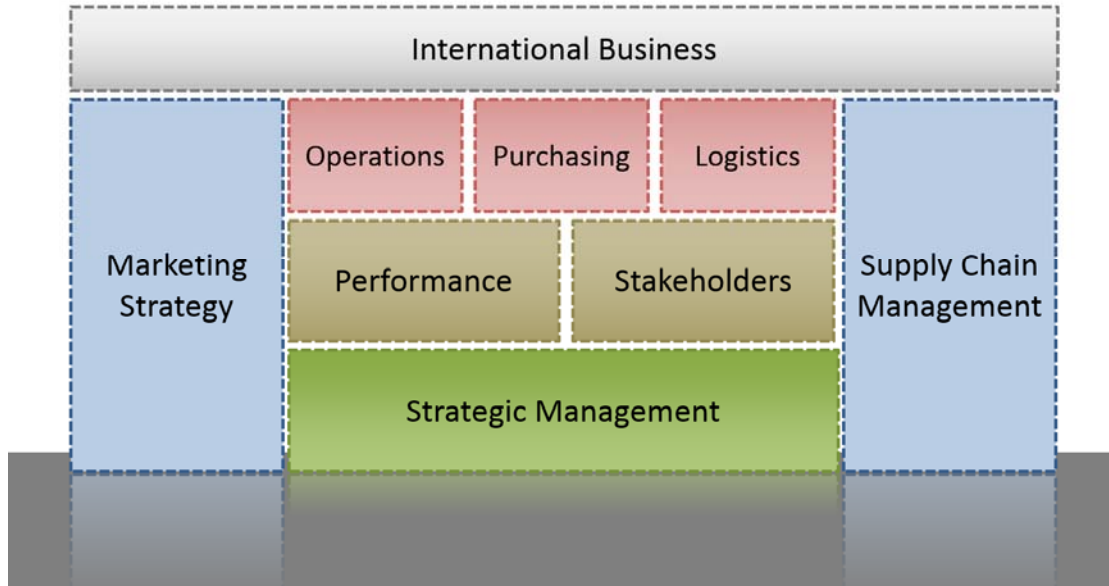 International Business
Operations
Purchasing
Logistics
Marketing
Strategy
Performance
Stakeholders
Supply Chain
Management
Strategic Management